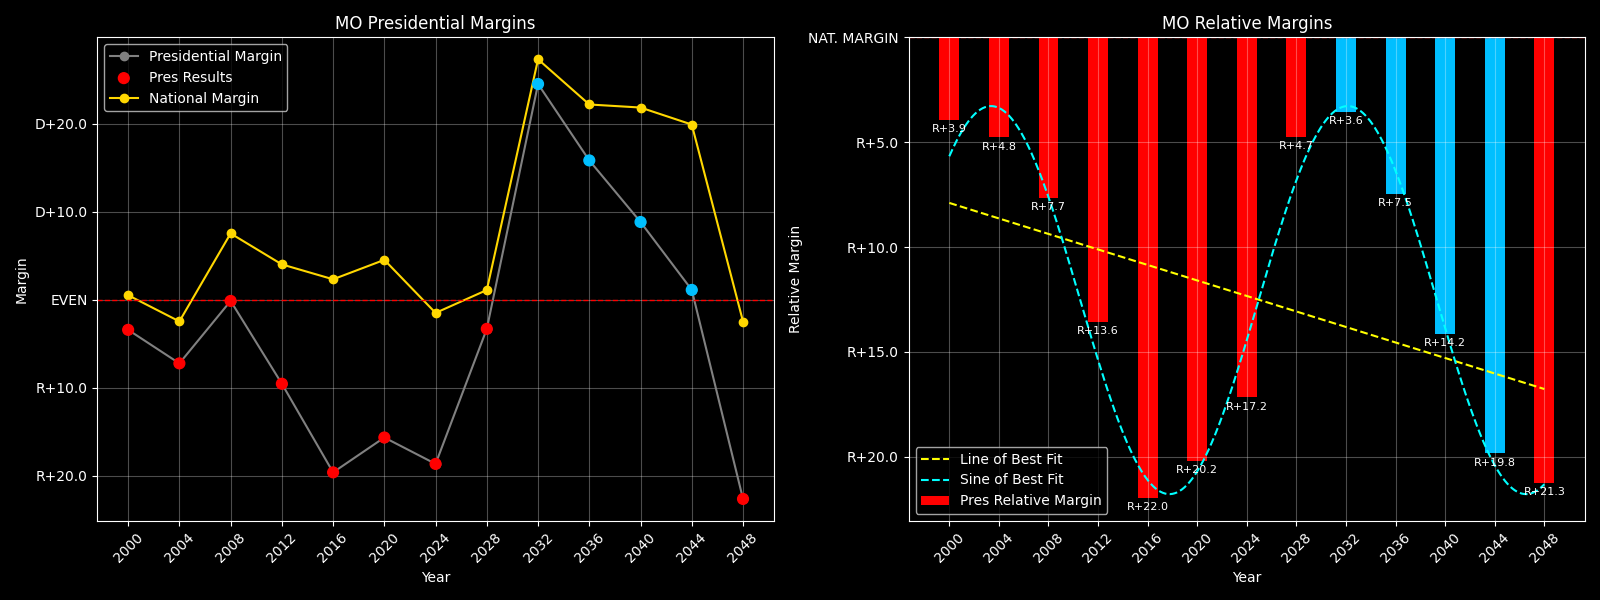 MO Presidential Margins
Presidential Margin
Pres Results
National Margin
D+20.0
D+10.0
EVEN
R+10.0
R+20.0
Margin
2000 2004 2008 2012 2016 2020 2024 2028 2032 2036 2040 2044 2048
Year
MO Relative Margins
NAT. MARGIN
R+5.0
R+10.0
R+15.0
R+20.0
Relative Margin
R+3.9
R+4.8
R+7.7
R+13.6
R+22.0
R+20.2
R+17.2
R+4.7
R+3.6
R+7.5
R+14.2
R+19.8
R+21.3
Line of Best Fit
Sine of Best Fit
Pres Relative Margin
2000 2004 2008 2012 2016 2020 2024 2028 2032 2036 2040 2044 2048
Year